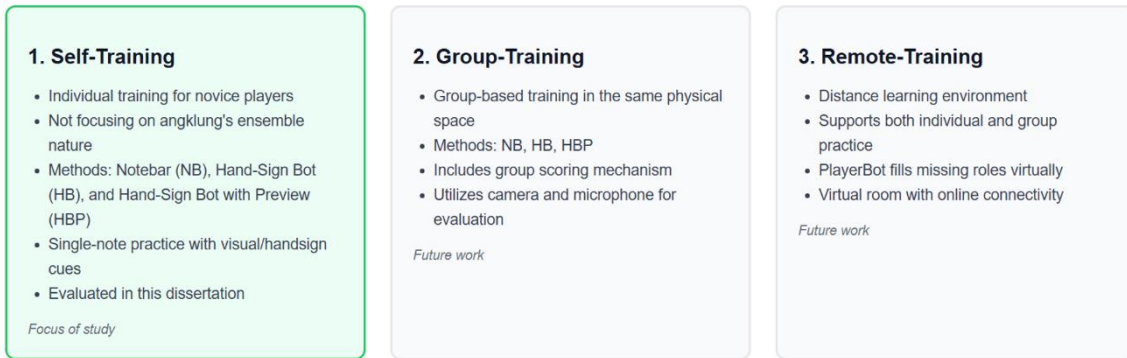 1. Self-Training
• Individual training for novice players
• Not focusing on angklung's ensemble
nature
• Methods: Notebar (NB), Hand-Sign Bot
(HB), and Hand-Sign Bot with Preview
(HBP)
• Single-note practice with visual/handsign
cues
• Evaluated in this dissertation
Focus of study
2. Group-Training
• Group-based training in the same physical
space
• Methods: NB, HB, HBP
• Includes group scoring mechanism
• Utilizes camera and microphone for
evaluation
Future work
3. Remote-Training
• Distance learning environment
• Supports both individual and group
practice
• PlayerBot fills missing roles virtually
• Virtual room with online connectivity
Future work